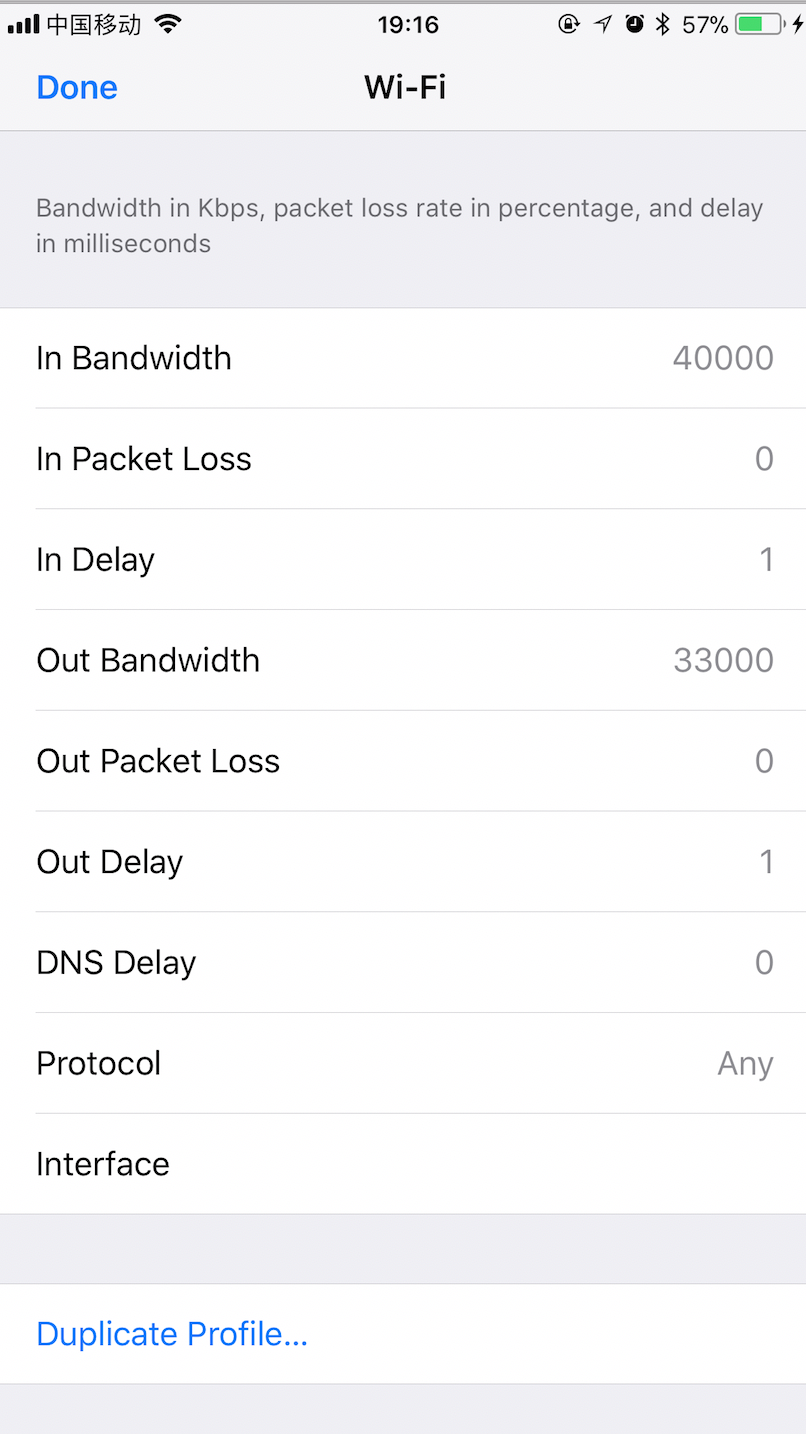 中国移动 19:16 57%
Done Wi-Fi
Bandwidth in Kbps, packet loss rate in percentage, and delay
in milliseconds
In Bandwidth 40000
In Packet Loss 0
In Delay 1
Out Bandwidth 33000
Out Packet Loss 0
Out Delay 1
DNS Delay 0
Protocol Any
Interface
Duplicate Profile...